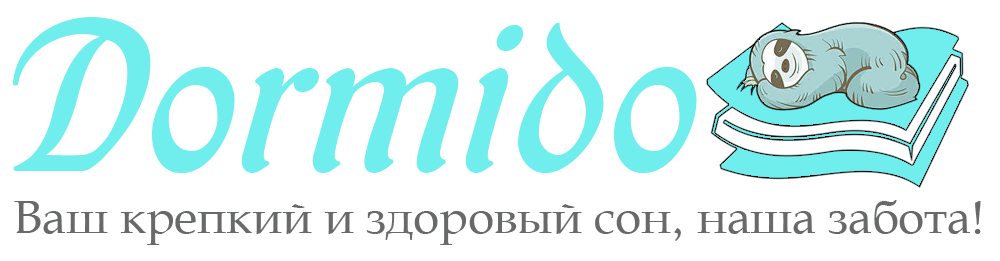 Dormido
Ваш крепкий и здоровый сон, наша забота!